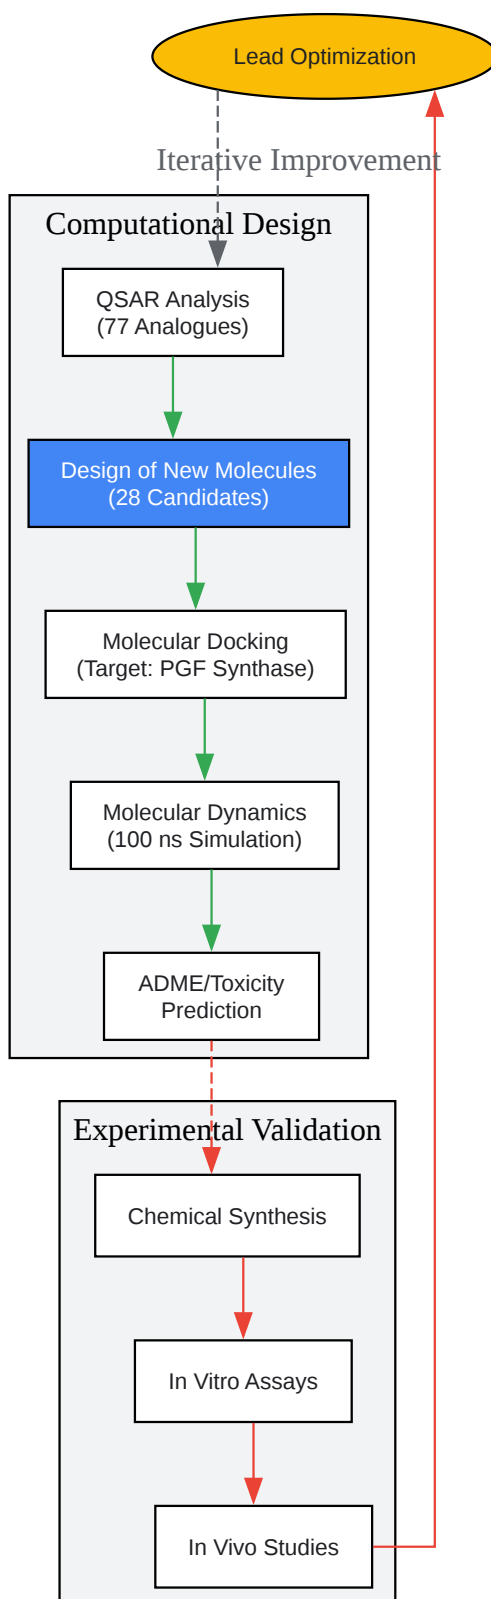 Lead Optimization
Iterative Improvement
Computational Design
QSAR Analysis
(77 Analogues)
Design of New Molecules
(28 Candidates)
Molecular Docking
(Target: PGF Synthase)
Molecular Dynamics
(100 ns Simulation)
ADME/Toxicity
Prediction
Experimental Validation
Chemical Synthesis
In Vitro Assays
In Vivo Studies